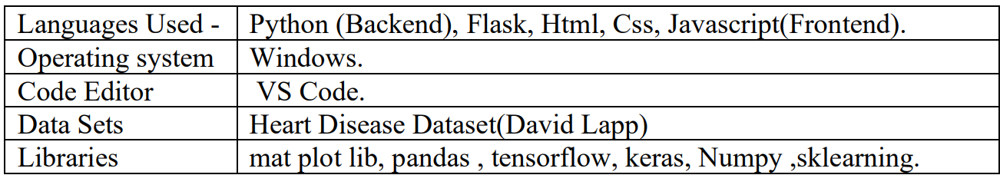 Languages Used - Python (Backend), Flask, Html, Css, Javascript(Frontend).
Operating system Windows.
Code Editor VS Code.
Data Sets Heart Disease Dataset(David Lapp)
Libraries mat plot lib, pandas , tensorflow, keras, Numpy ,sklearning.